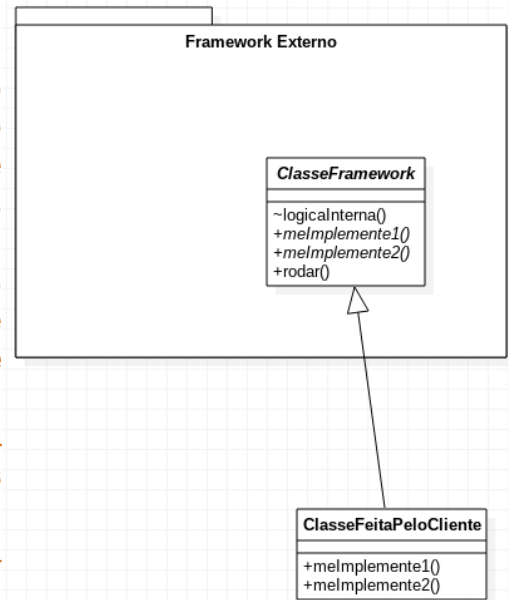 Framework Externo
ClasseFramework
~logicaInterna()
+meImplemente1()
+meImplemente2()
+rodar()
ClasseFeitaPeloCliente
+meImplemente1()
+meImplemente2()